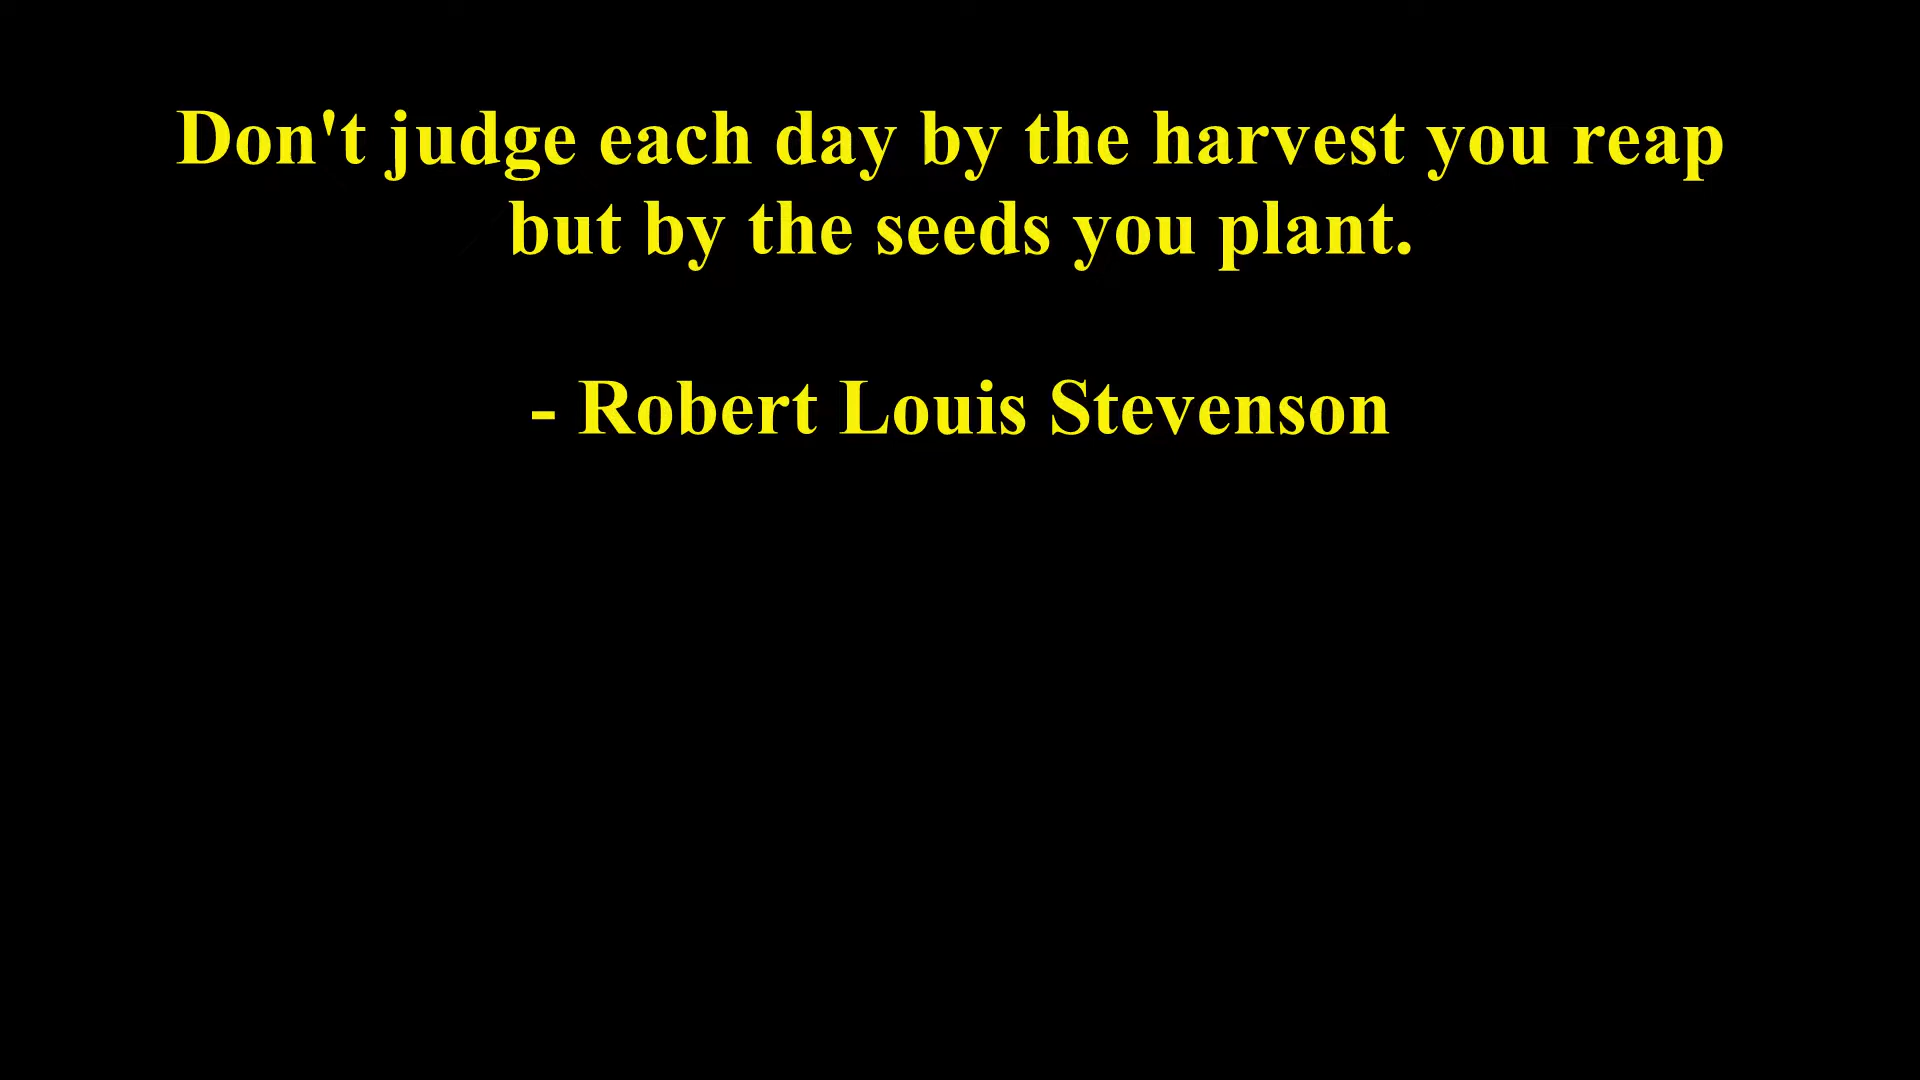 Don't judge each day by the harvest you reap
but by the seeds you plant.
- Robert Louis Stevenson